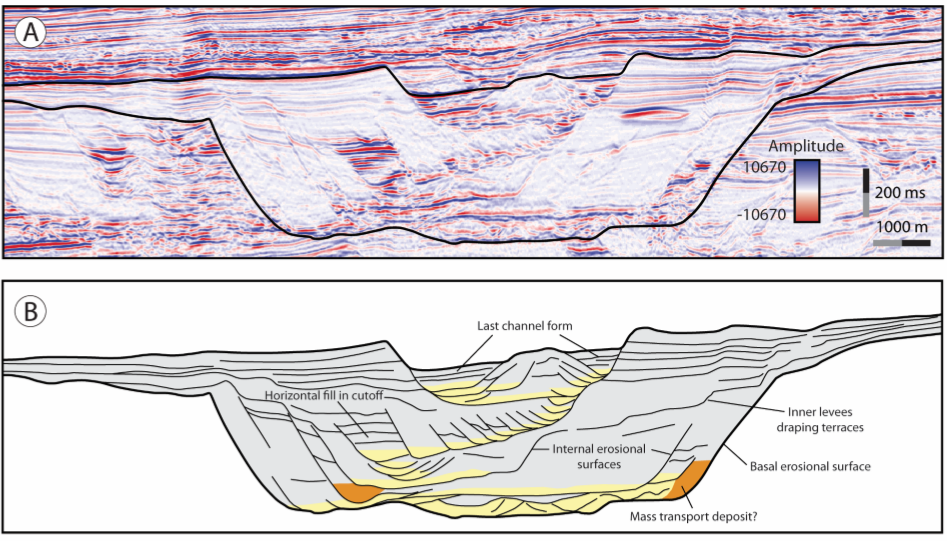 A
Amplitude
10670
-10670
200 ms
1000 m
B
Last channel form
Horizontal fill in cutoff
Inner levees
draping terraces
Internal erosional
surfaces
Basal erosional surface
Mass transport deposit?